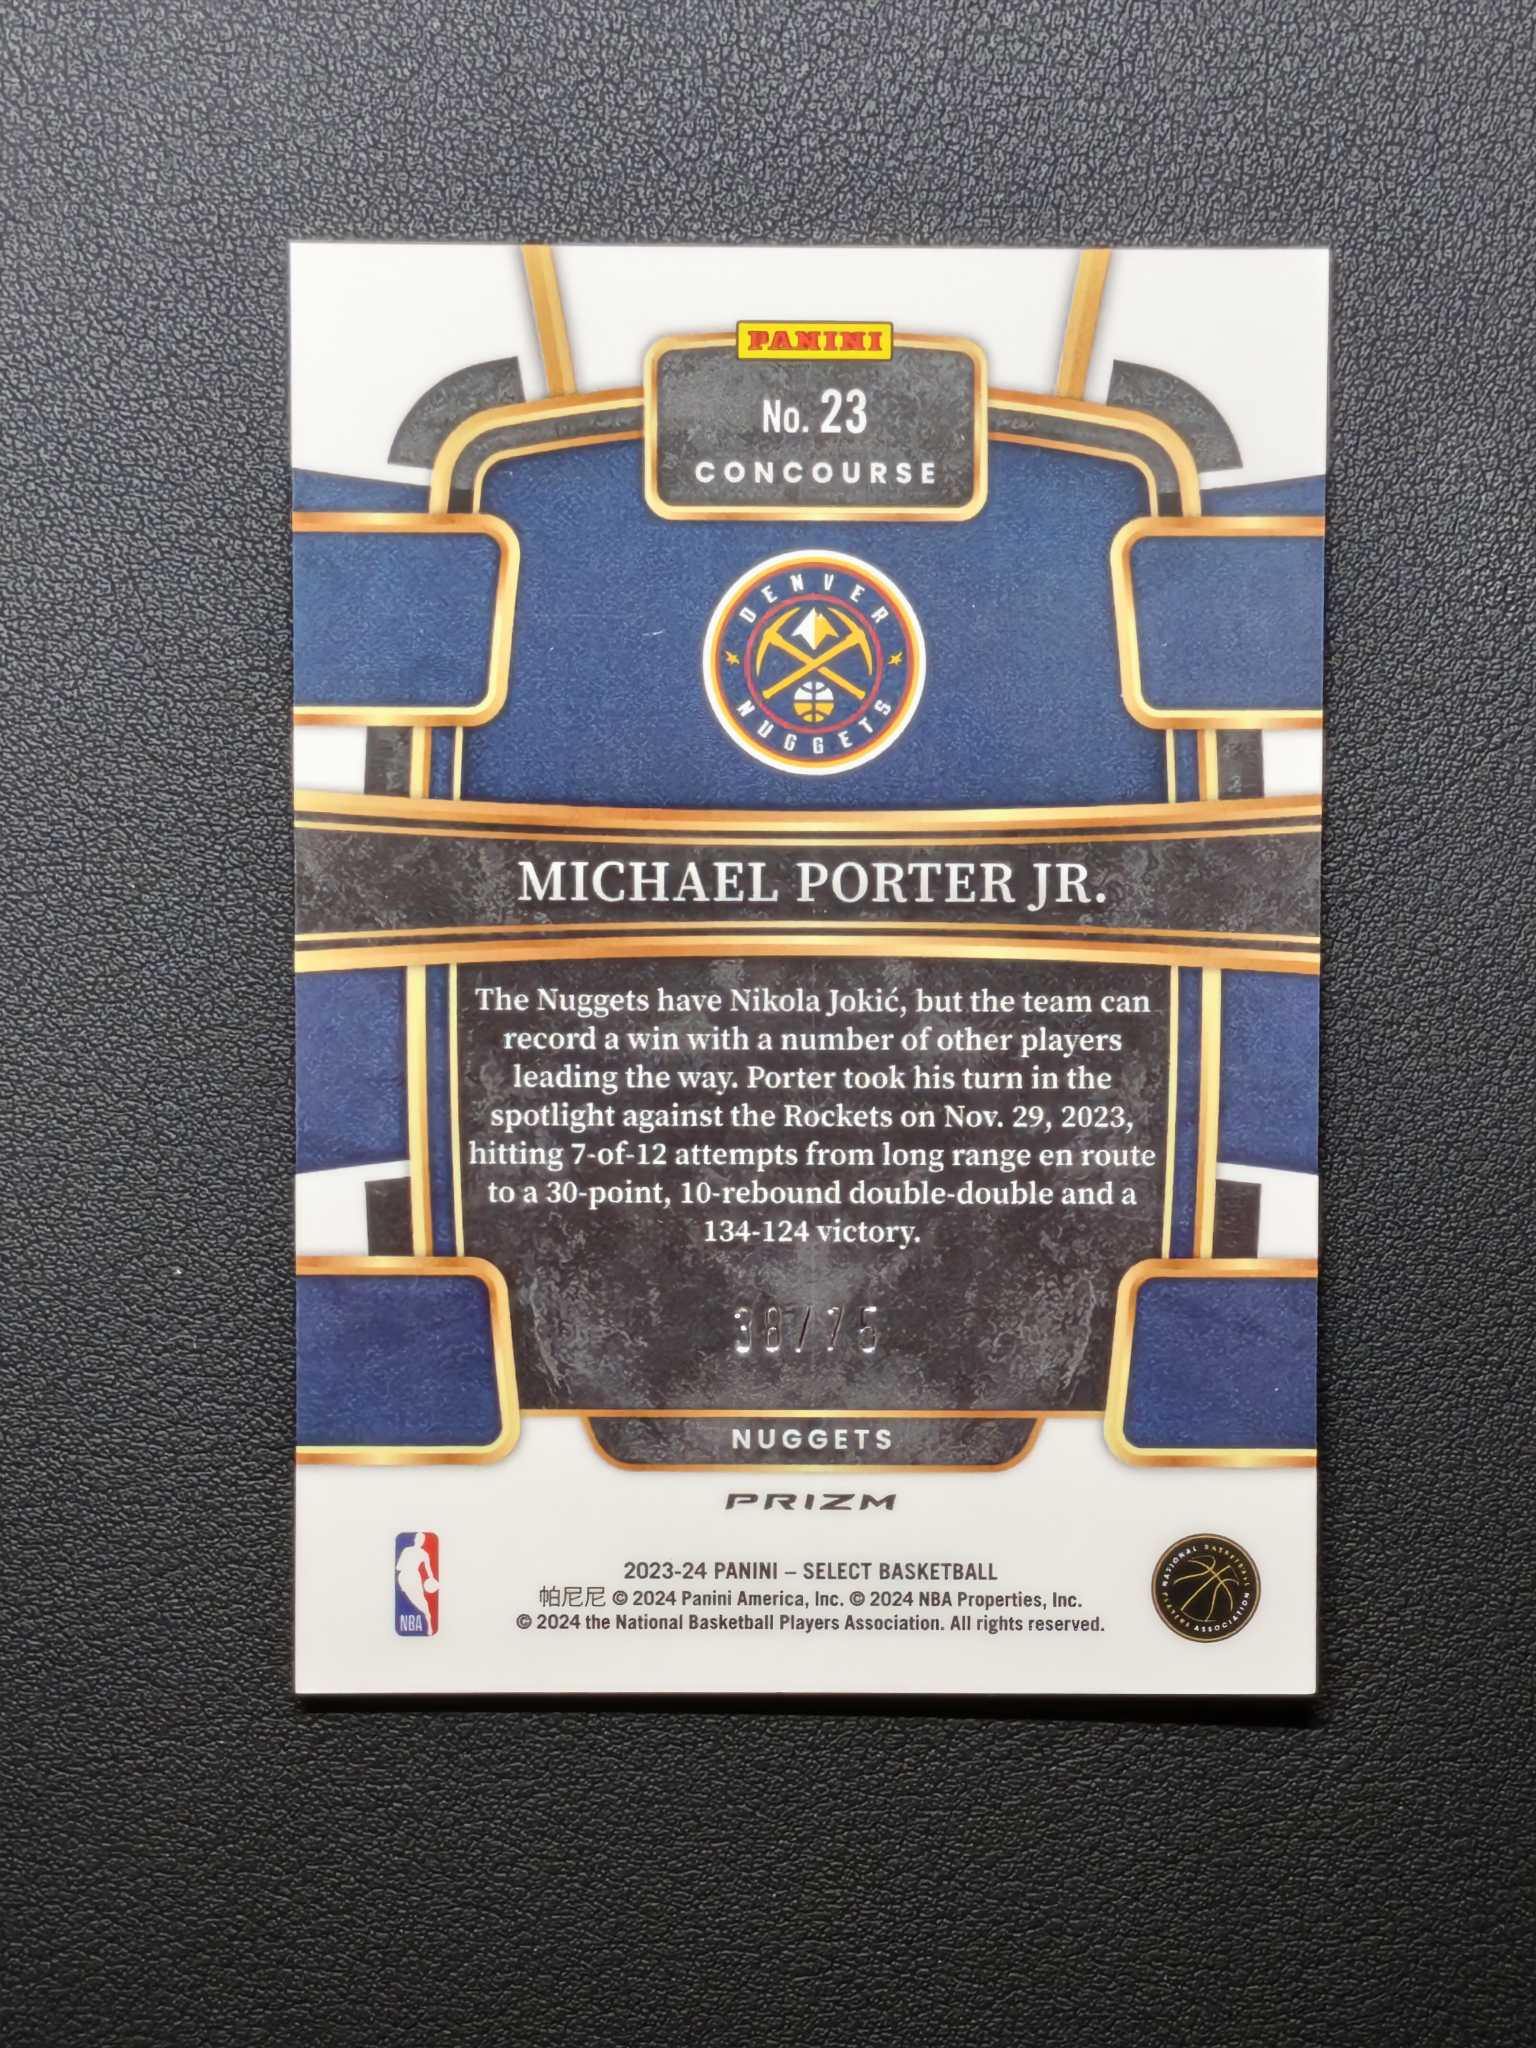 PANINI
No. 23
CONCOURSE
DENVER
NUGGETS
MICHAEL PORTER JR.
The Nuggets have Nikola Jokić, but the team can
record a win with a number of other players
leading the way. Porter took his turn in the
spotlight against the Rockets on Nov. 29, 2023,
hitting 7-of-12 attempts from long range en route
to a 30-point, 10-rebound double-double and a
134-124 victory.
38/75
NUGGETS
PRIZM
NBA
2023-24 PANINI – SELECT BASKETBALL
帕尼尼 © 2024 Panini America, Inc. © 2024 NBA Properties, Inc.
© 2024 the National Basketball Players Association. All rights reserved.
NATIONAL BASKETBALL
PLAYERS ASSOCIATION